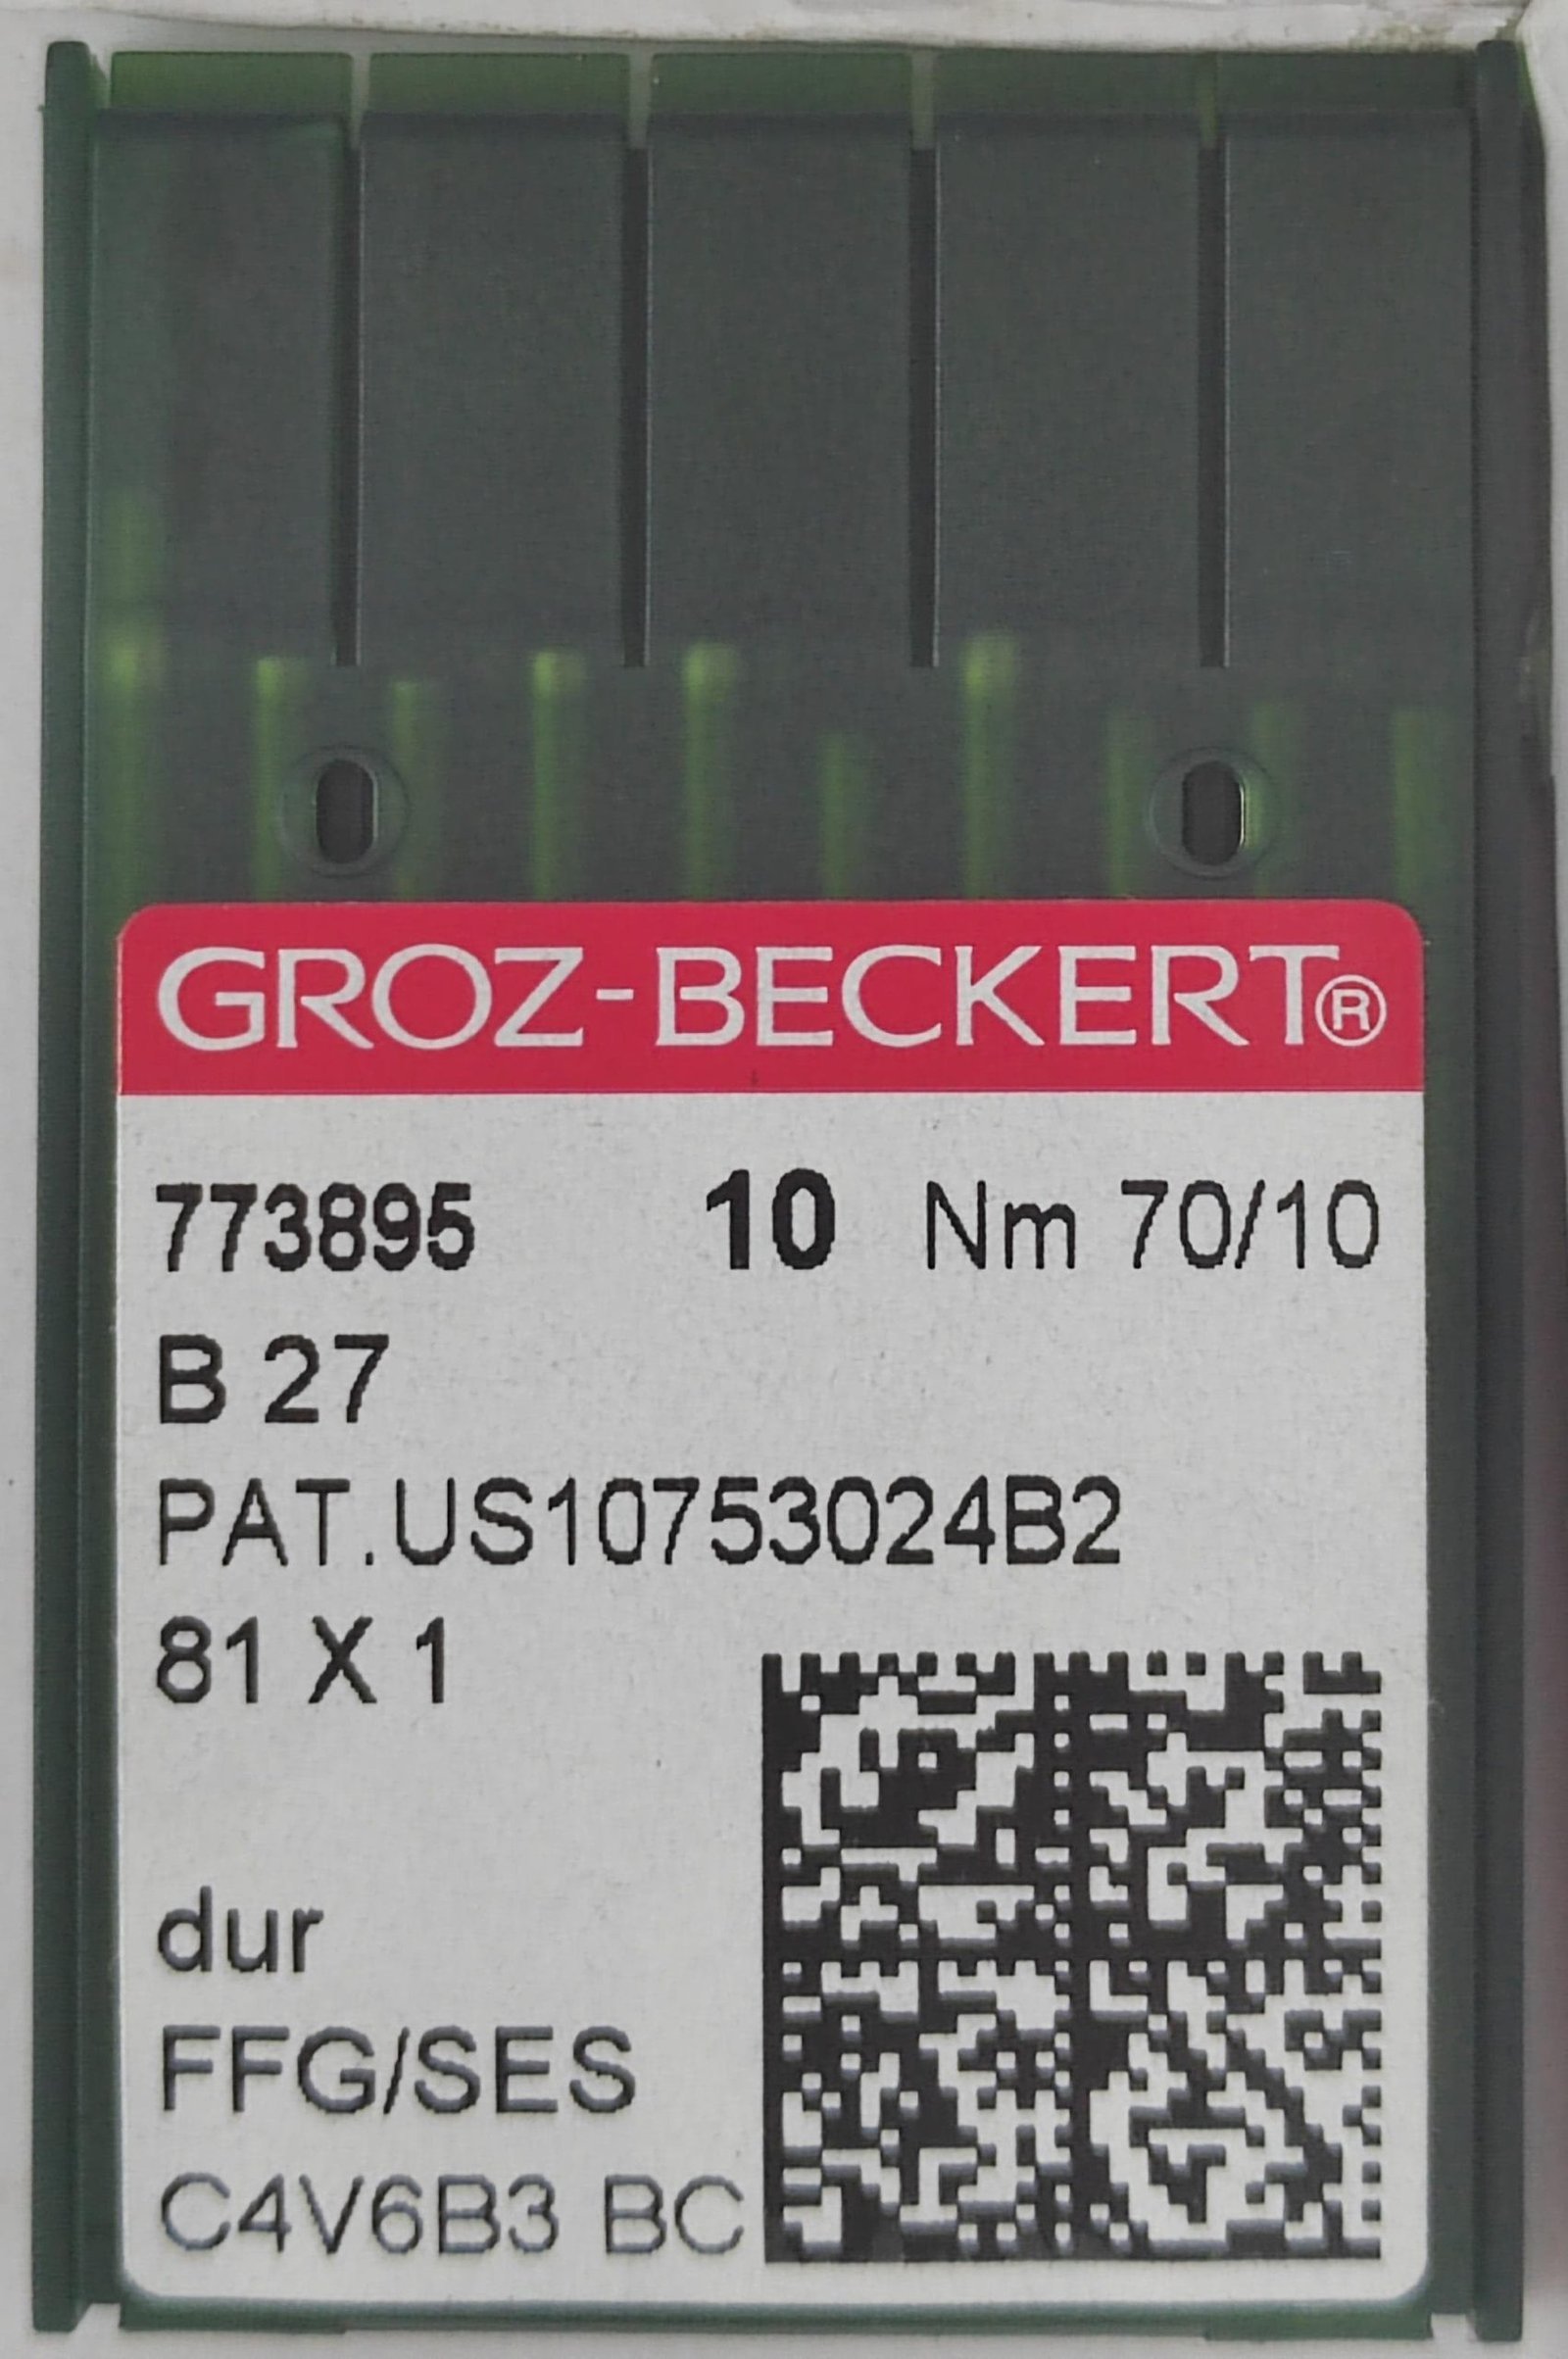 GROZ-BECKERT®
773895 10 Nm 70/10
B 27
PAT.US10753024B2
81 X 1
dur
FFG/SES
C4V6B3 BC